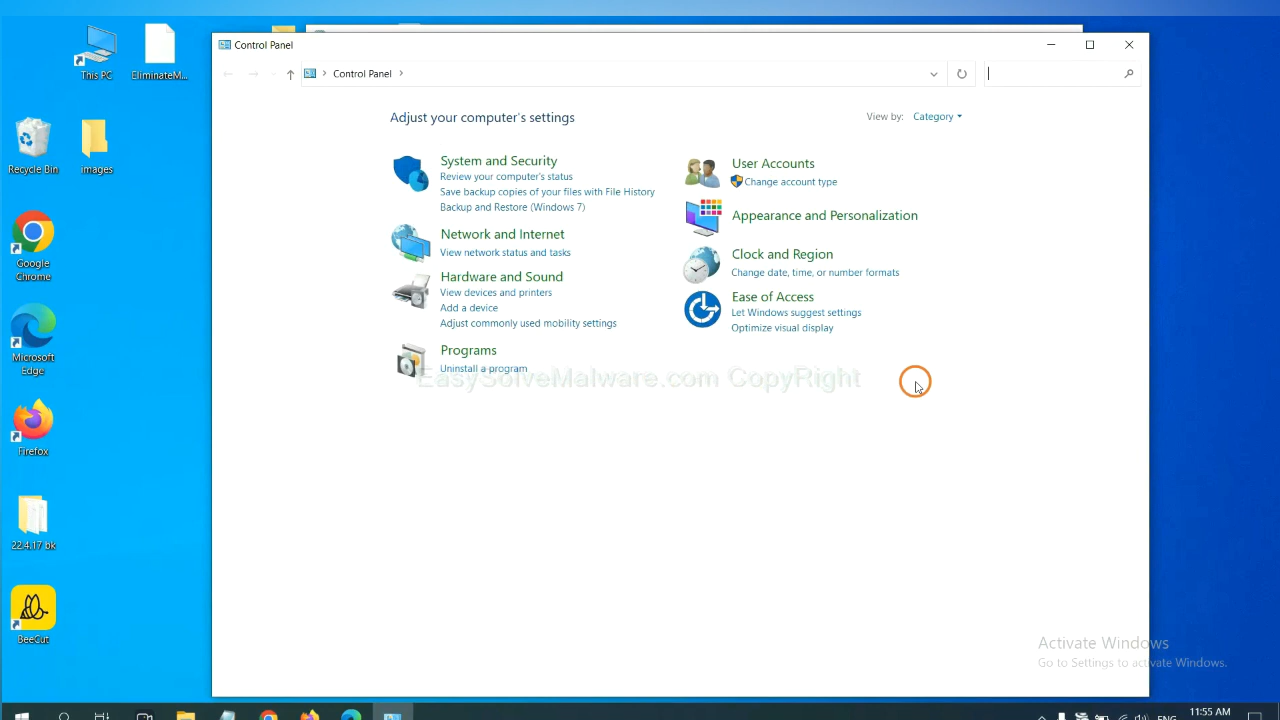 Control Panel
This PC
EliminateM...
Control Panel
Adjust your computer's settings
View by: Category
Recycle Bin
images
System and Security
Review your computer's status
Save backup copies of your files with File History
Backup and Restore (Windows 7)
User Accounts
Change account type
Appearance and Personalization
Network and Internet
View network status and tasks
Clock and Region
Change date, time, or number formats
Google
Chrome
Hardware and Sound
View devices and printers
Add a device
Adjust commonly used mobility settings
Ease of Access
Let Windows suggest settings
Optimize visual display
Microsoft
Edge
Programs
Uninstall a program
EasySolveMalware.com CopyRight
Firefox
22.4.17 bk
BeeCut
Activate Windows
Go to Settings to activate Windows.
11:55 AM
ENG